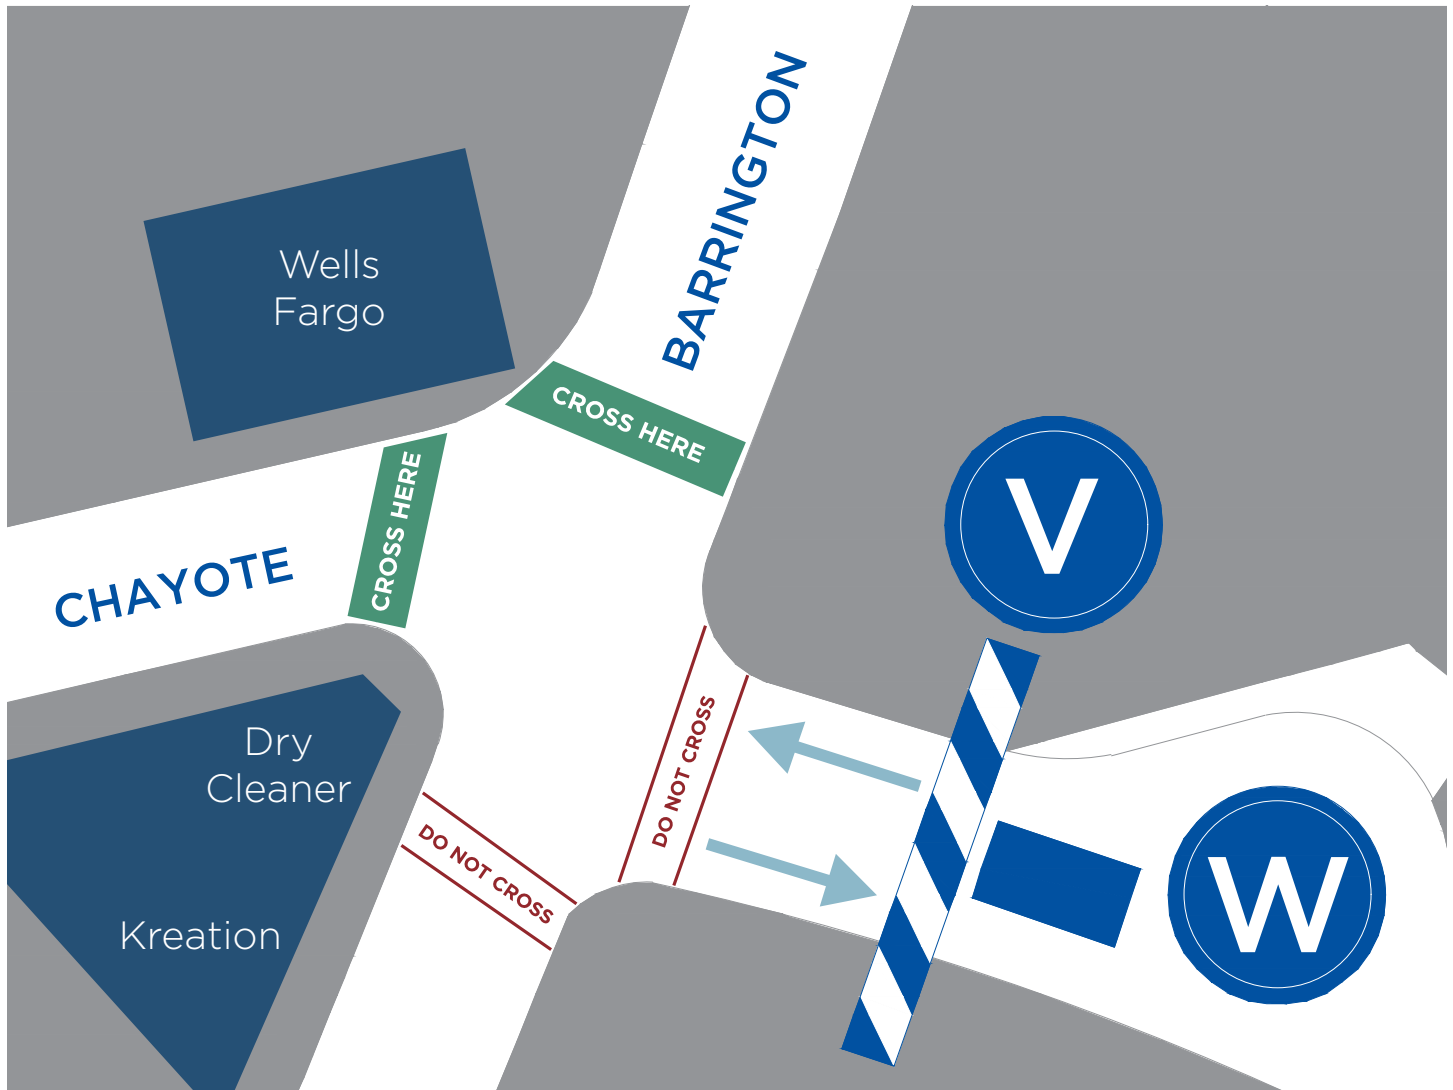 BARRINGTON
Wells
Fargo
CROSS HERE
CROSS HERE
CHAYOTE
V
DO NOT CROSS
Dry
Cleaner
DO NOT CROSS
Kreation
W